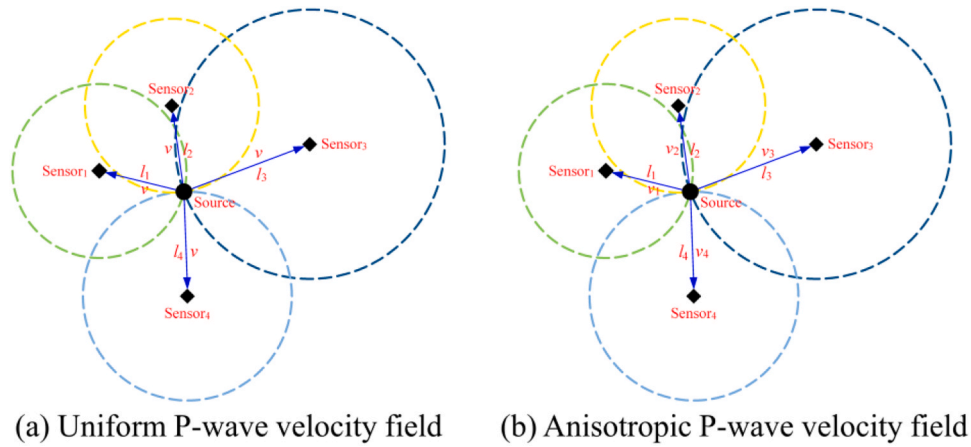 Sensor₂
v l₂ v
Sensor₃
Sensor₁ l₁
v
l₃
Source
l₄ v
Sensor₄
(a) Uniform P-wave velocity field
Sensor₂
v₂ l₂ v₃
Sensor₃
Sensor₁ l₁
v₁
l₃
Source
l₄ v₄
Sensor₄
(b) Anisotropic P-wave velocity field